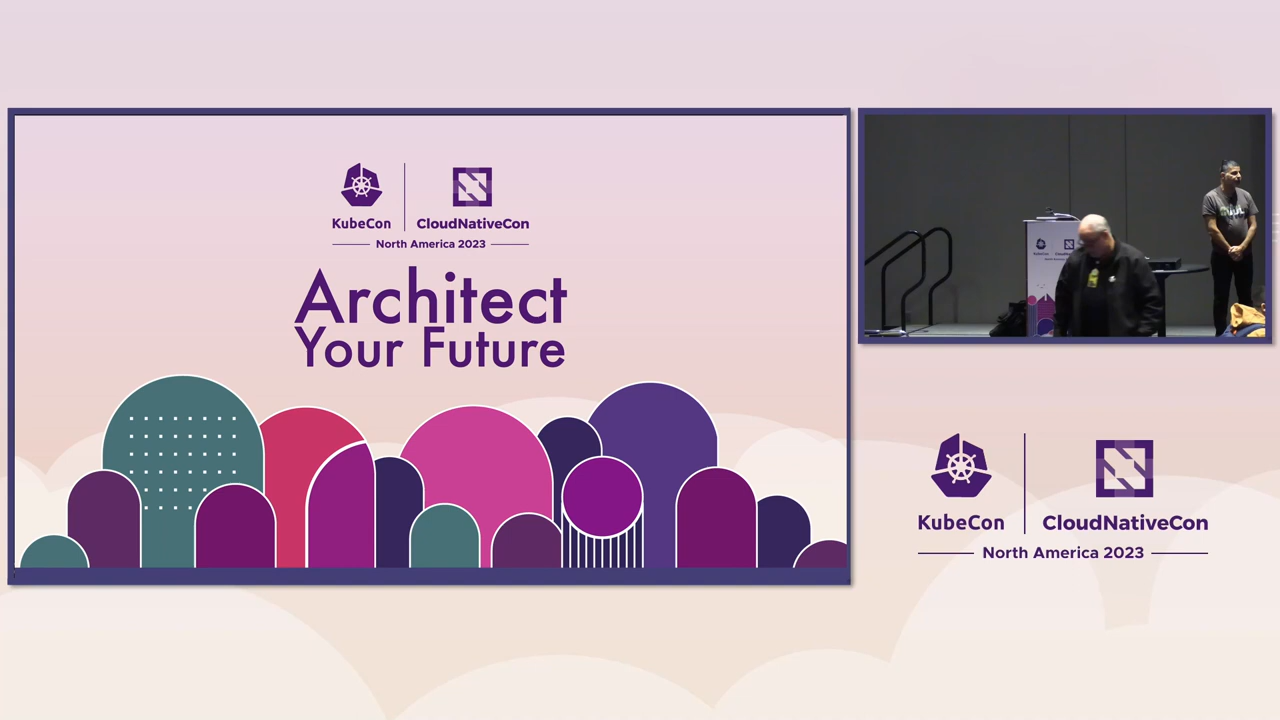 KubeCon
CloudNativeCon
North America 2023
Architect
Your Future
KubeCon
CloudNativeCon
North America 2023